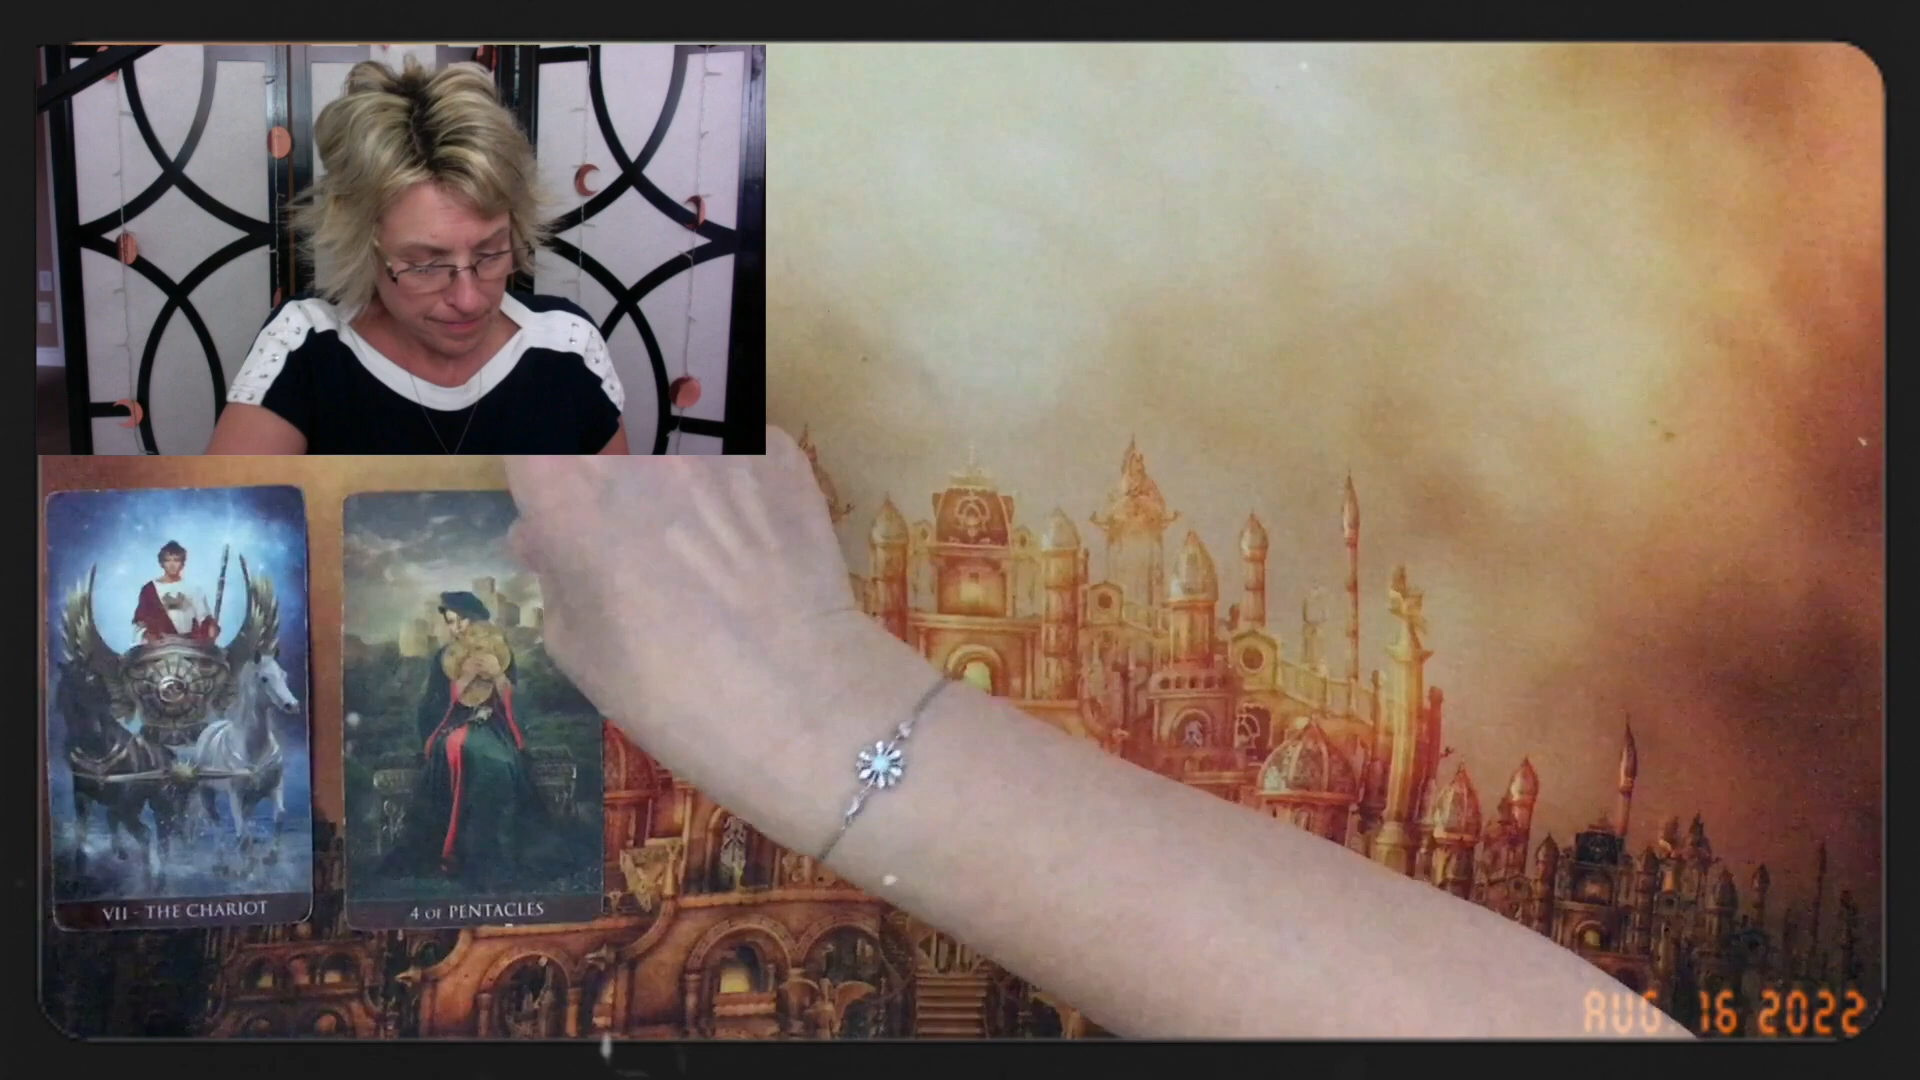 VII - THE CHARIOT
4 OF PENTACLES
AUG. 16 2022